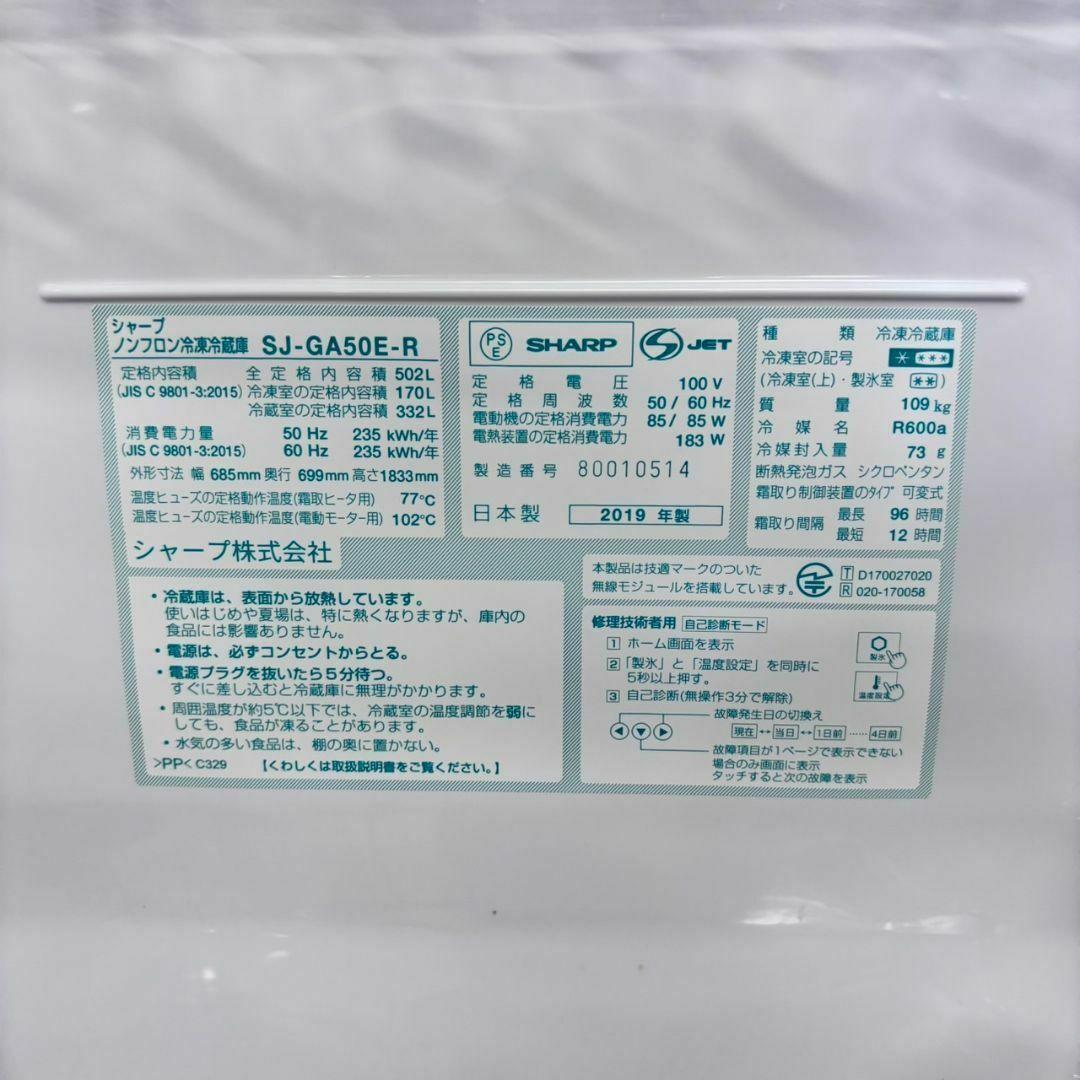 シャープ
ノンフロン冷凍冷蔵庫 SJ-GA50E-R
定格内容積 全定格内容積 502L
(JIS C 9801-3:2015) 冷凍室の定格内容積 170L
冷蔵室の定格内容積 332L
消費電力量 50 Hz 235 kWh/年
(JIS C 9801-3:2015) 60 Hz 235 kWh/年
外形寸法 幅 685mm 奥行 699mm 高さ1833mm
温度ヒューズの定格動作温度(霜取ヒータ用) 77℃
温度ヒューズの定格動作温度(電動モーター用) 102℃
シャープ株式会社
PS
E
SHARP
S JET
定格電圧 100 V
定格周波数 50 / 60 Hz
電動機の定格消費電力 85/ 85 W
電熱装置の定格消費電力 183 W
製造番号 80010514
日本製 2019 年製
種類 冷凍冷蔵庫
冷凍室の記号 * ***
(冷凍室(上)・製氷室 **)
質量 109 kg
冷媒名 R600a
冷媒封入量 73 g
断熱発泡ガス シクロペンタン
霜取り制御装置のタイプ 可変式
霜取り間隔 最長 96 時間
最短 12 時間
・冷蔵庫は、表面から放熱しています。
使いはじめや夏場は、特に熱くなりますが、庫内の
食品には影響ありません。
・電源は、必ずコンセントからとる。
・電源プラグを抜いたら5分待つ。
すぐに差し込むと冷蔵庫に無理がかかります。
・周囲温度が約5℃以下では、冷蔵室の温度調節を弱に
しても、食品が凍ることがあります。
・水気の多い食品は、棚の奥に置かない。
>PP< C329 【くわしくは取扱説明書をご覧ください。】
本製品は技適マークのついた
無線モジュールを搭載しています。
T D170027020
R 020-170058
修理技術者用 自己診断モード
1 ホーム画面を表示
2 「製氷」と「温度設定」を同時に
5秒以上押す。
3 自己診断(無操作3分で解除)
製氷
温度設定
故障発生日の切換え
現在 ↔ 当日 ↔ 1日前 …… 4日前
故障項目が1ページで表示できない
場合のみ画面に表示
タッチすると次の故障を表示